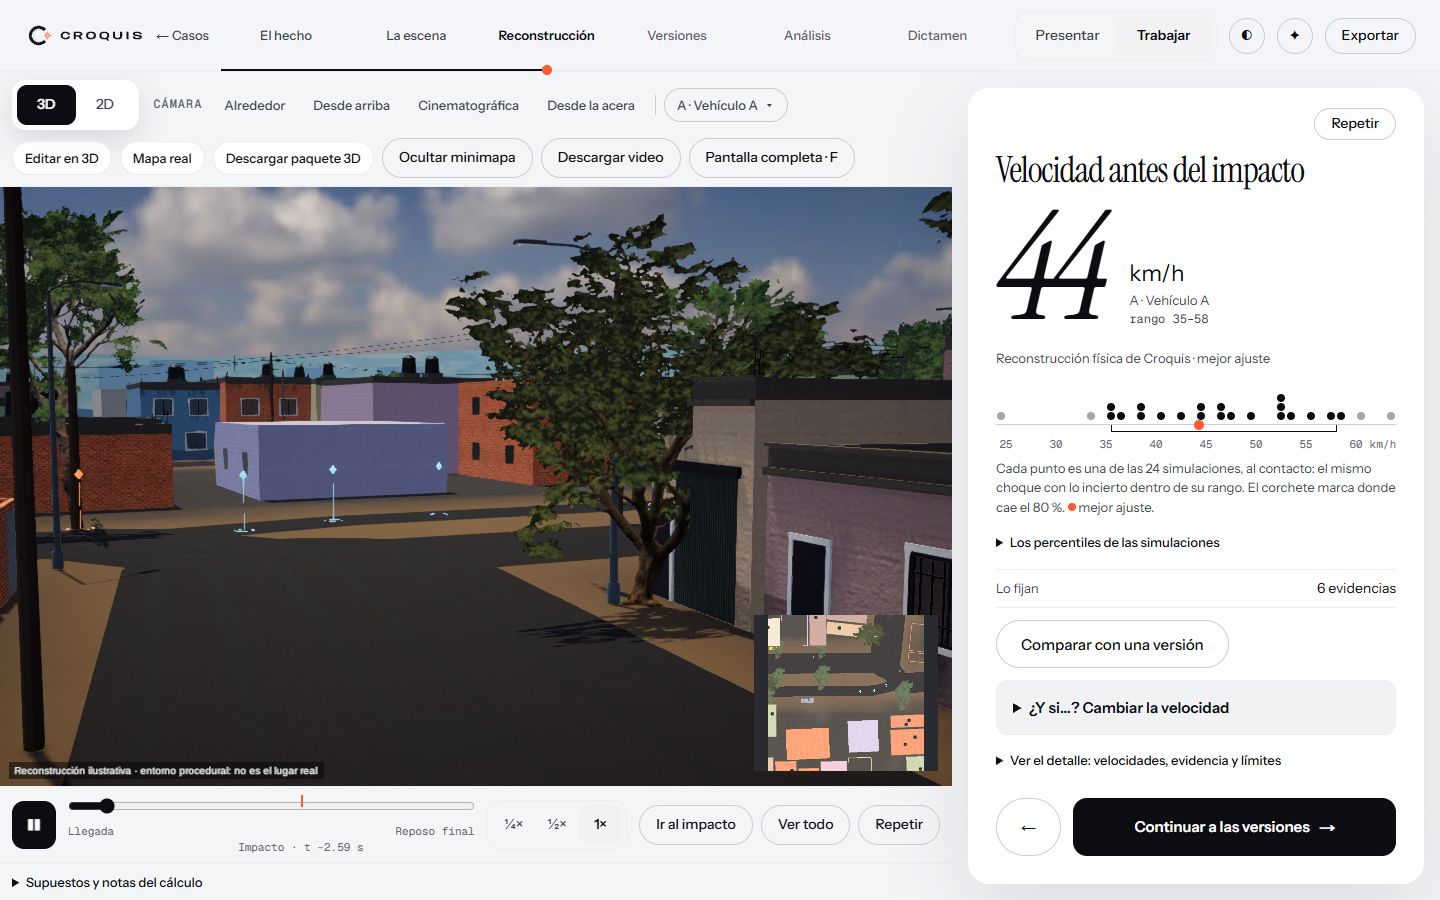 CROQUIS
← Casos
El hecho
La escena
Reconstrucción
Versiones
Análisis
Dictamen
Presentar
Trabajar
Exportar
3D
2D
CÁMARA
Alrededor
Desde arriba
Cinematográfica
Desde la acera
A · Vehículo A
Editar en 3D
Mapa real
Descargar paquete 3D
Ocultar minimapa
Descargar video
Pantalla completa · F
Reconstrucción ilustrativa - entorno procedural: no es el lugar real
Llegada
Reposo final
Impacto · t −2.59 s
¼×
½×
1×
Ir al impacto
Ver todo
Repetir
Supuestos y notas del cálculo
Repetir
Velocidad antes del impacto
44
km/h
A · Vehículo A
rango 35–58
Reconstrucción física de Croquis · mejor ajuste
25 30 35 40 45 50 55 60 km/h
Cada punto es una de las 24 simulaciones, al contacto: el mismo
choque con lo incierto dentro de su rango. El corchete marca donde
cae el 80 %. mejor ajuste.
Los percentiles de las simulaciones
Lo fijan
6 evidencias
Comparar con una versión
¿Y si...? Cambiar la velocidad
Ver el detalle: velocidades, evidencia y límites
←
Continuar a las versiones →